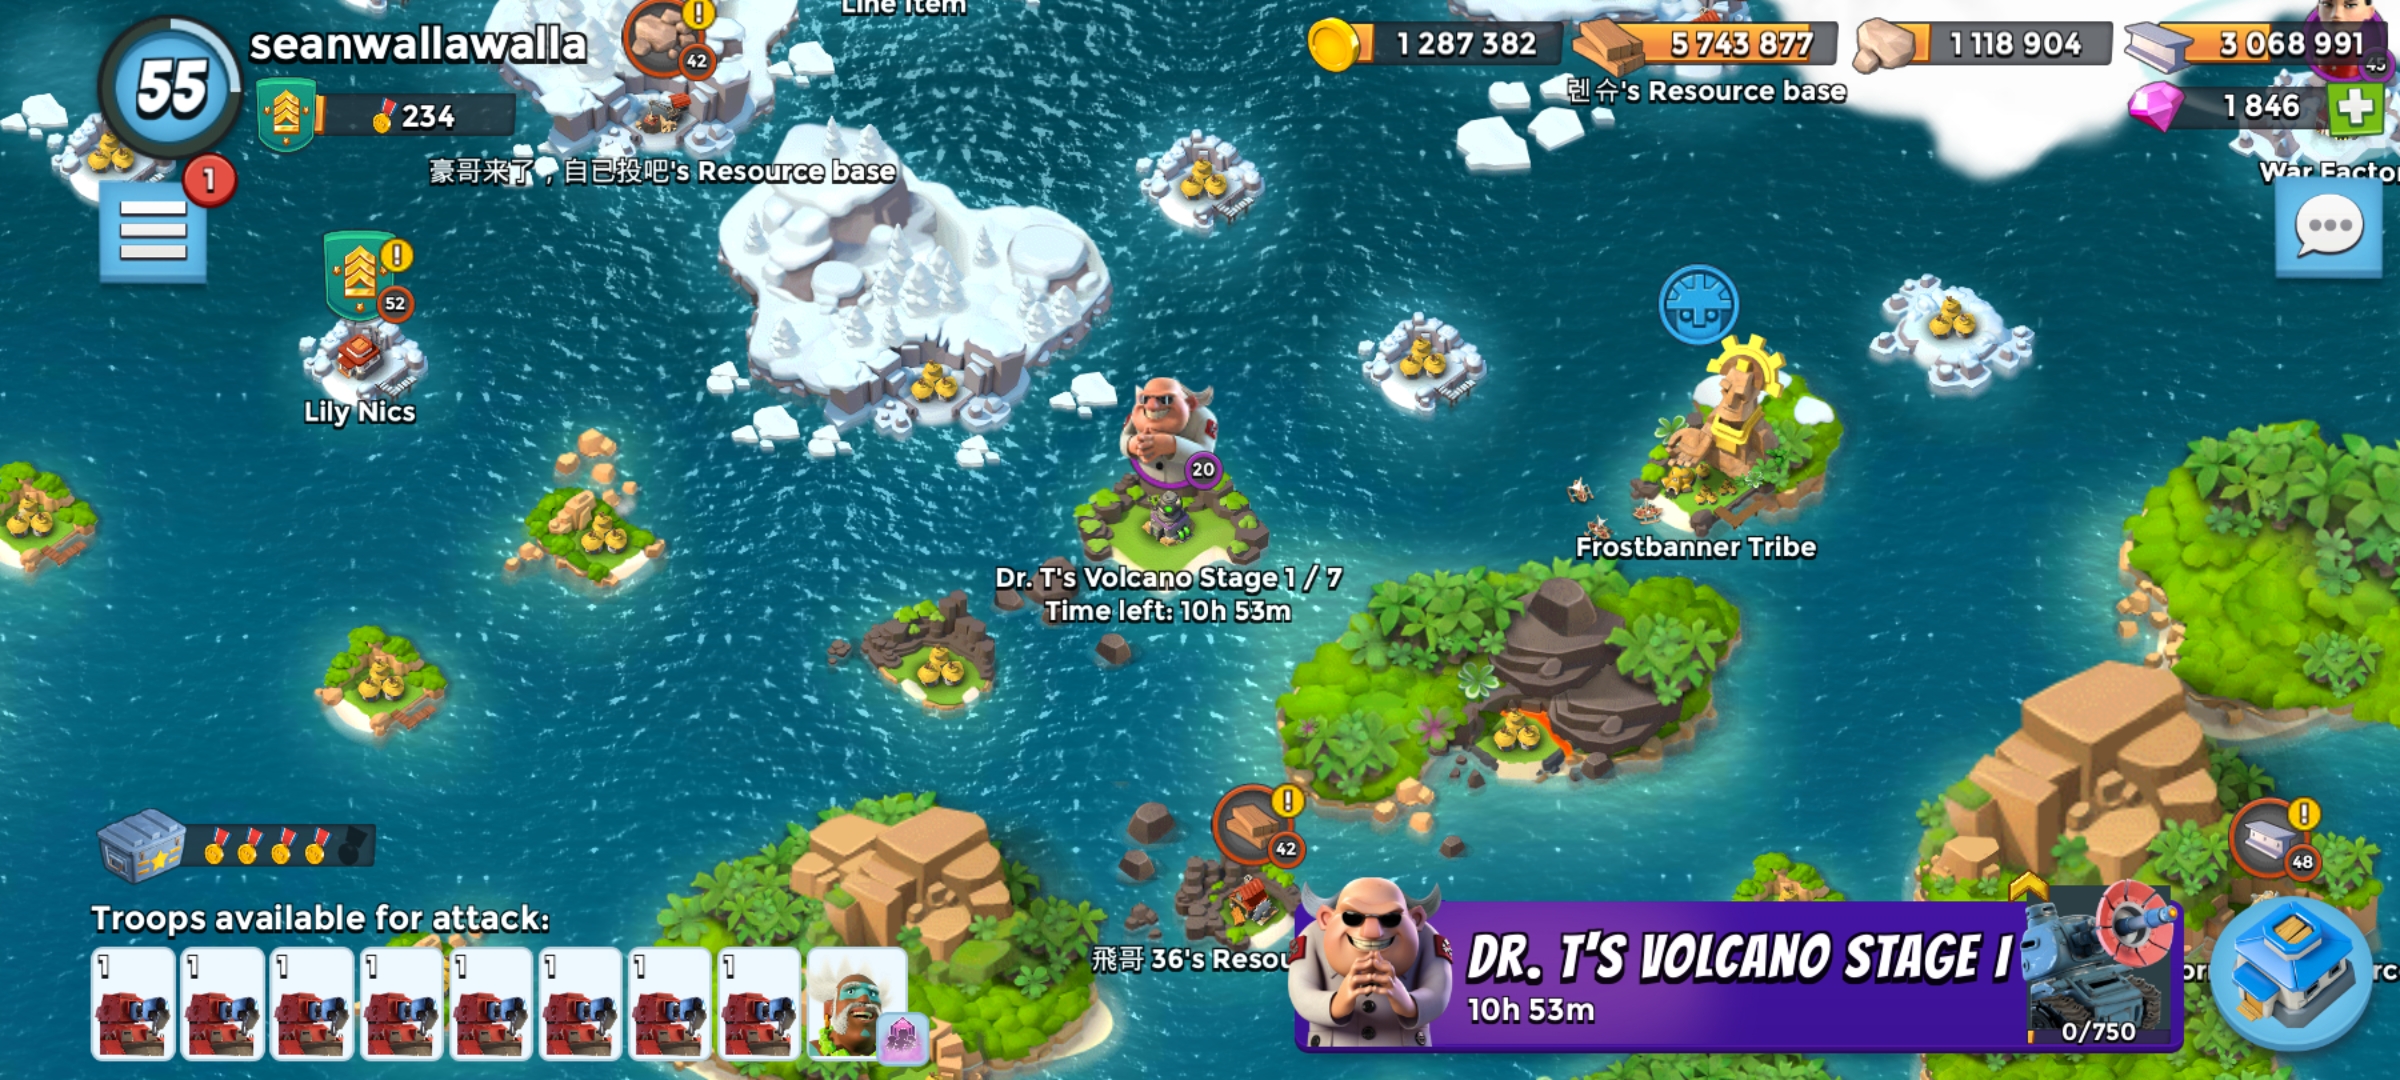 Line Item
seanwallawalla
55
42
1 287 382
5 743 877
1 118 904
3 068 991
45
234
렌슈's Resource base
1 846
豪哥来了，自已投吧's Resource base
War Factor
1
52
Lily Nics
20
Frostbanner Tribe
Dr. T's Volcano Stage 1 / 7
Time left: 10h 53m
42
48
Troops available for attack:
飛哥 36's Resou
DR. T'S VOLCANO STAGE 1
10h 53m
0/750
1 1 1 1 1 1 1 1